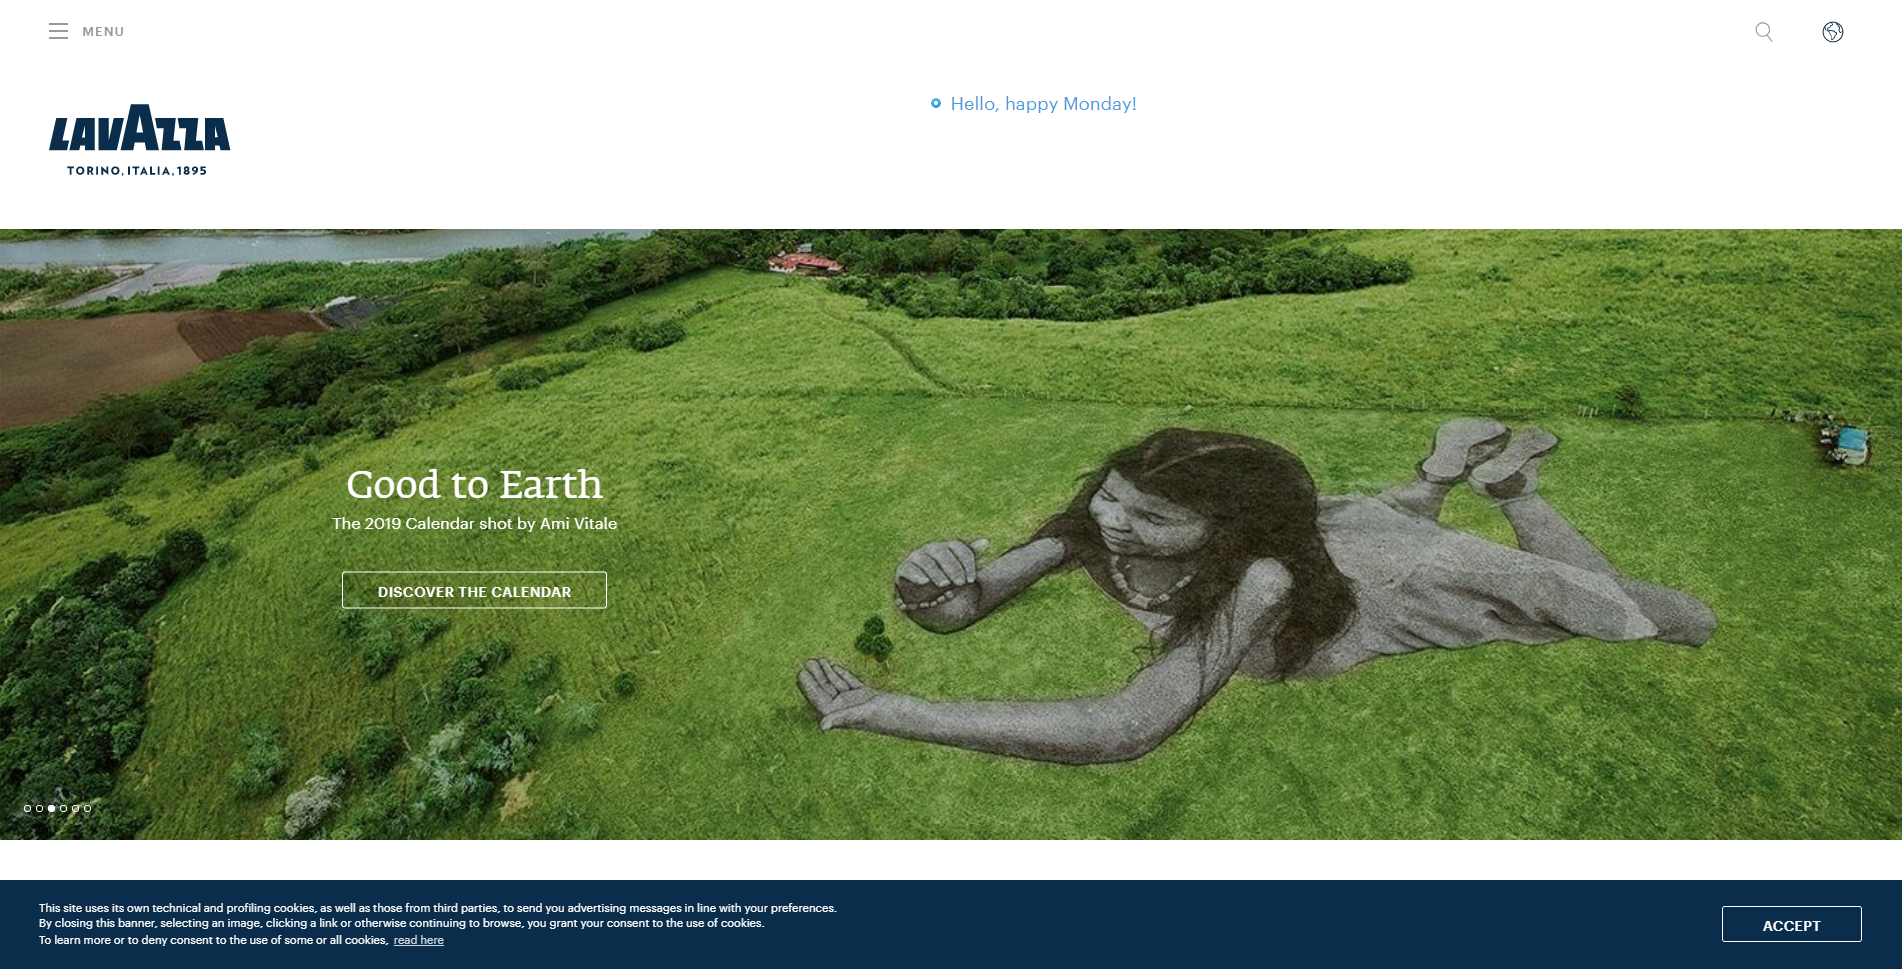 MENU
Hello, happy Monday!
LAVAZZA
TORINO, ITALIA, 1895
Good to Earth
The 2019 Calendar shot by Ami Vitale
DISCOVER THE CALENDAR
This site uses its own technical and profiling cookies, as well as those from third parties, to send you advertising messages in line with your preferences.
By closing this banner, selecting an image, clicking a link or otherwise continuing to browse, you grant your consent to the use of cookies.
To learn more or to deny consent to the use of some or all cookies, read here
ACCEPT